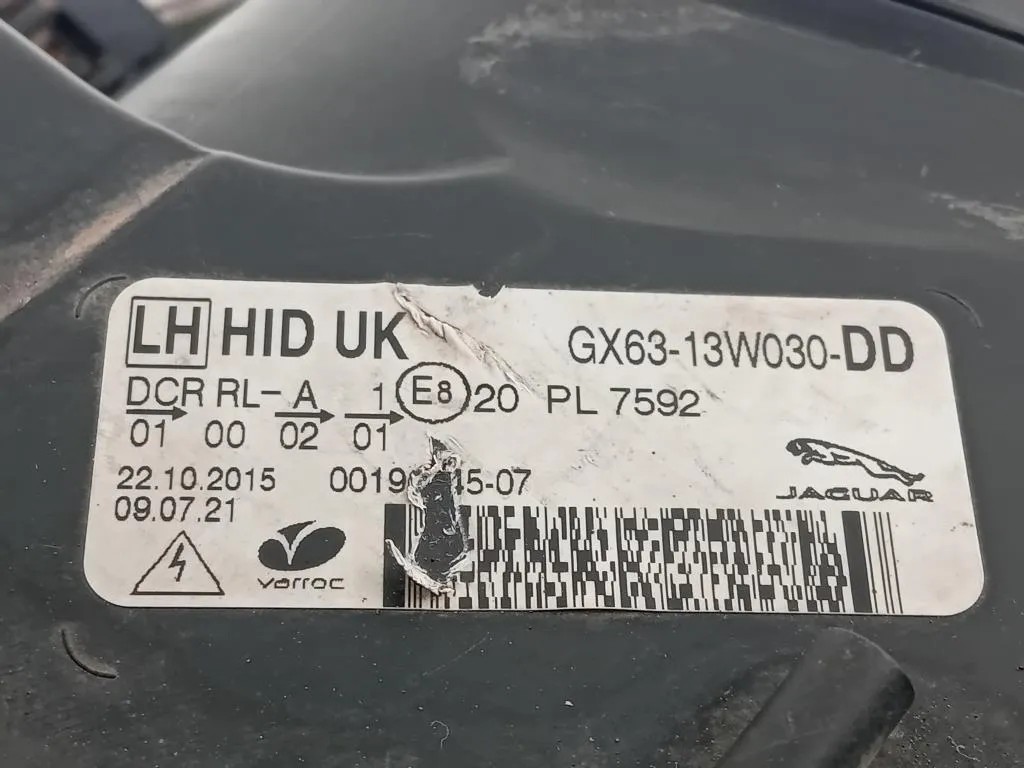 LH HID UK GX63-13W030-DD
DCR RL- A 1 E8 20 PL 7592
01 00 02 01
22.10.2015
09.07.21
JAGUAR
varroc